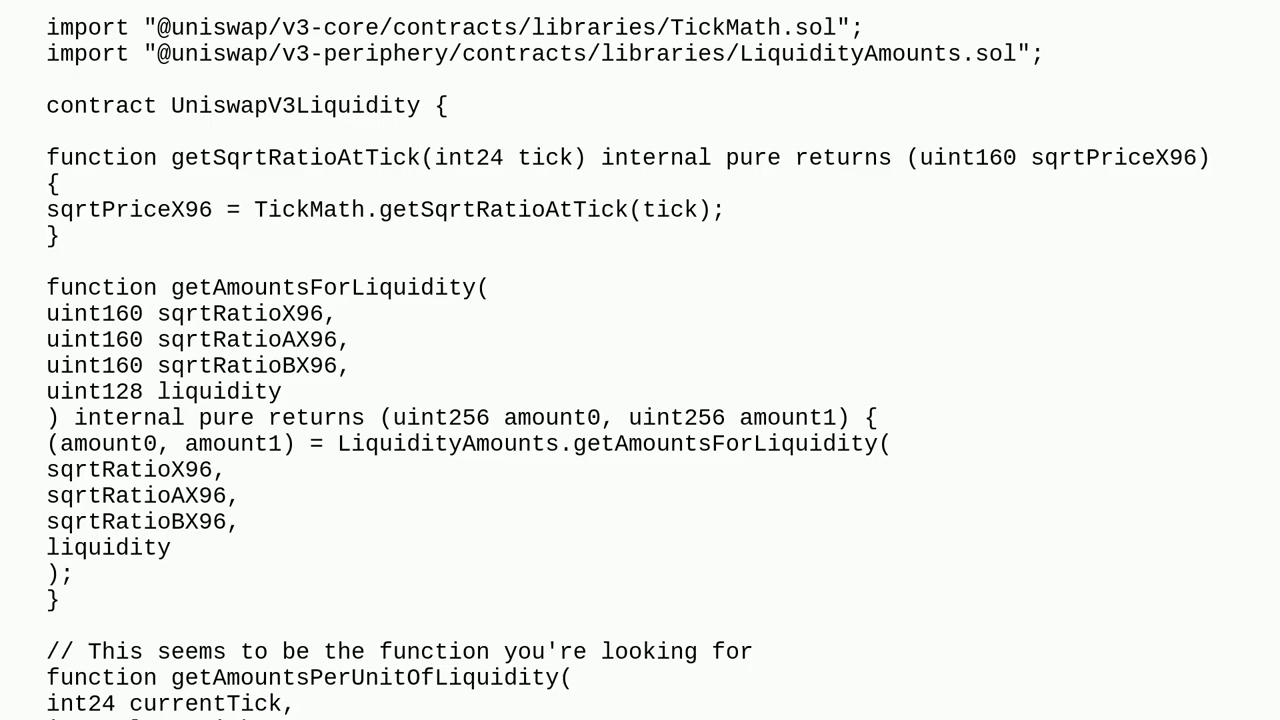 import "@uniswap/v3-core/contracts/libraries/TickMath.sol";
import "@uniswap/v3-periphery/contracts/libraries/LiquidityAmounts.sol";
contract UniswapV3Liquidity {
function getSqrtRatioAtTick(int24 tick) internal pure returns (uint160 sqrtPriceX96)
{
sqrtPriceX96 = TickMath.getSqrtRatioAtTick(tick);
}
function getAmountsForLiquidity(
uint160 sqrtRatioX96,
uint160 sqrtRatioAX96,
uint160 sqrtRatioBX96,
uint128 liquidity
) internal pure returns (uint256 amount0, uint256 amount1) {
(amount0, amount1) = LiquidityAmounts.getAmountsForLiquidity(
sqrtRatioX96,
sqrtRatioAX96,
sqrtRatioBX96,
liquidity
);
}
// This seems to be the function you're looking for
function getAmountsPerUnitOfLiquidity(
int24 currentTick,